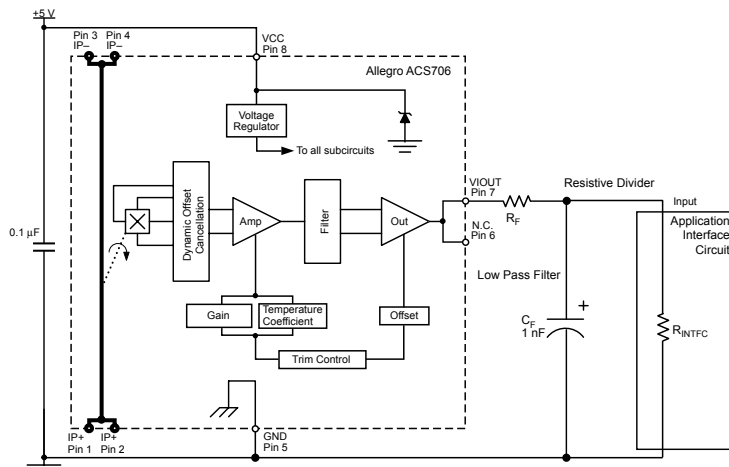 +5 V
Pin 3 Pin 4
IP– IP–
VCC
Pin 8
Allegro ACS706
Voltage
Regulator
To all subcircuits
0.1 µF
Dynamic Offset
Cancellation
Amp
Filter
Out
VIOUT
Pin 7
N.C.
Pin 6
RF
Resistive Divider
Input
Application
Interface
Circuit
Low Pass Filter
CF
1 nF
RINTFC
Gain
Temperature
Coefficient
Offset
Trim Control
IP+ IP+
Pin 1 Pin 2
GND
Pin 5